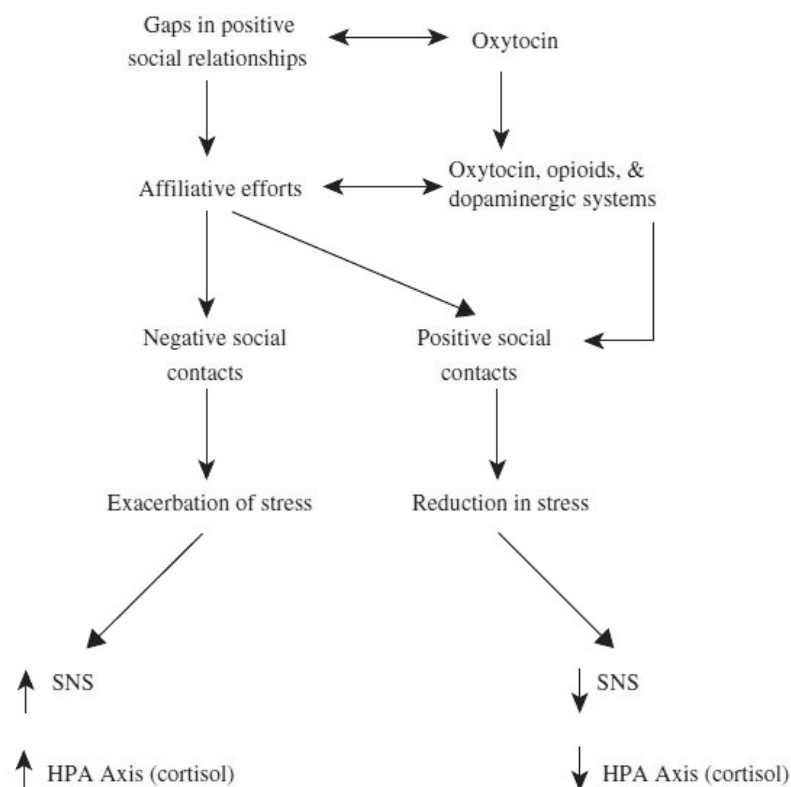 Gaps in positive
social relationships
Oxytocin
Affiliative efforts
Oxytocin, opioids, &
dopaminergic systems
Negative social
contacts
Positive social
contacts
Exacerbation of stress
Reduction in stress
SNS
SNS
HPA Axis (cortisol)
HPA Axis (cortisol)